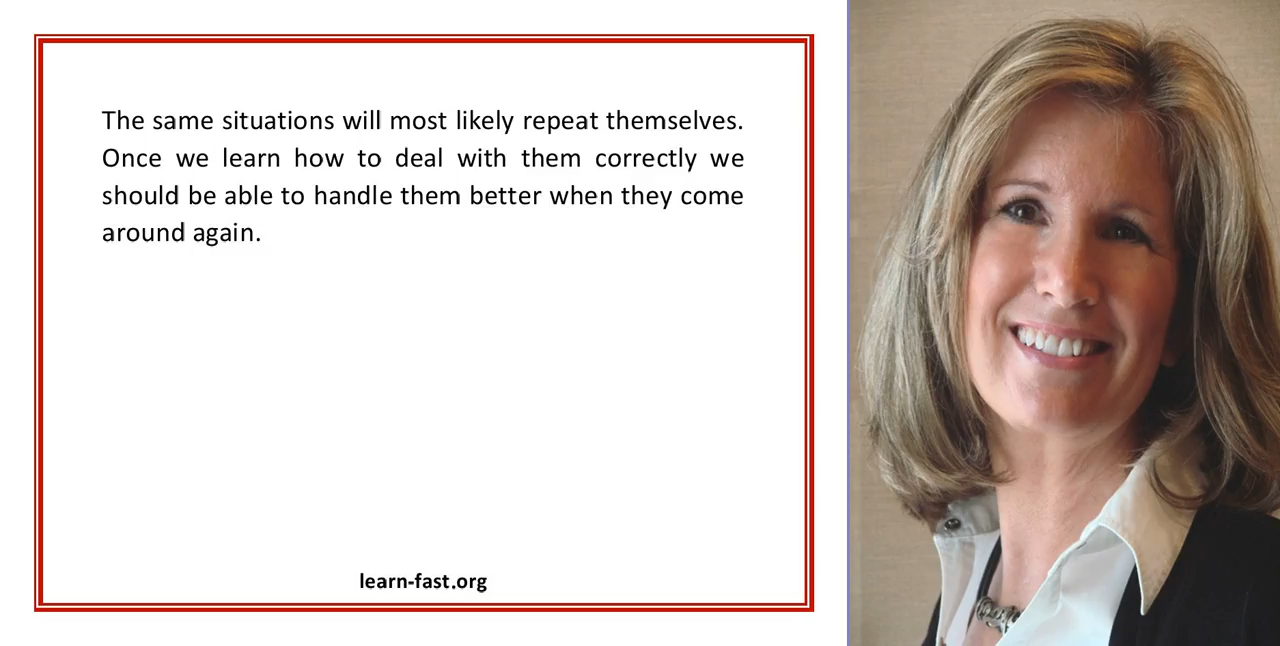 The same situations will most likely repeat themselves.
Once we learn how to deal with them correctly we
should be able to handle them better when they come
around again.
learn-fast.org